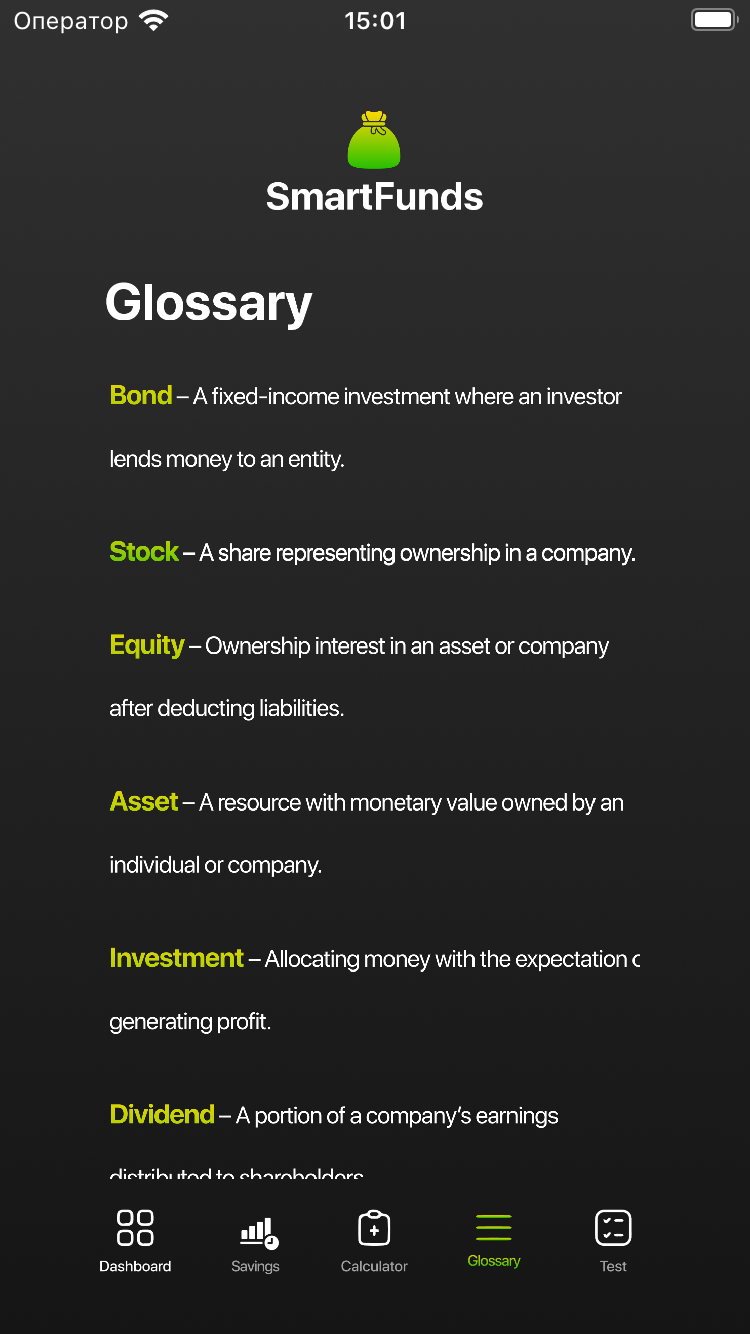 Оператор 15:01
SmartFunds
Glossary
Bond – A fixed-income investment where an investor
lends money to an entity.
Stock – A share representing ownership in a company.
Equity – Ownership interest in an asset or company
after deducting liabilities.
Asset – A resource with monetary value owned by an
individual or company.
Investment – Allocating money with the expectation
generating profit.
Dividend – A portion of a company's earnings
distributed to shareholders
Dashboard Savings Calculator Glossary Test